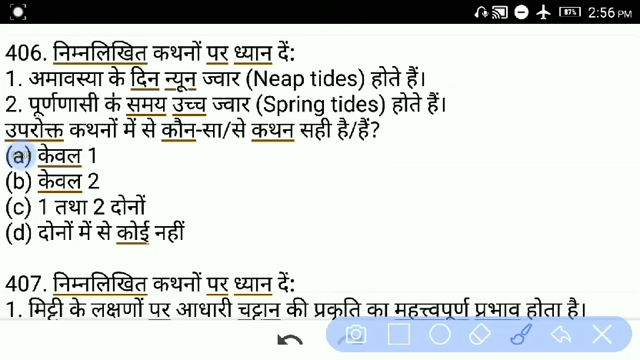 87% 2:56 PM
406. निम्नलिखित कथनों पर ध्यान दें:
1. अमावस्या के दिन न्यून ज्वार (Neap tides) होते हैं।
2. पूर्णणासी के समय उच्च ज्वार (Spring tides) होते हैं।
उपरोक्त कथनों में से कौन-सा/से कथन सही है/हैं?
(a) केवल 1
(b) केवल 2
(c) 1 तथा 2 दोनों
(d) दोनों में से कोई नहीं
407. निम्नलिखित कथनों पर ध्यान दें:
1. मिट्टी के लक्षणों पर आधारी चट्टान की प्रकृति का महत्त्वपूर्ण प्रभाव होता है।